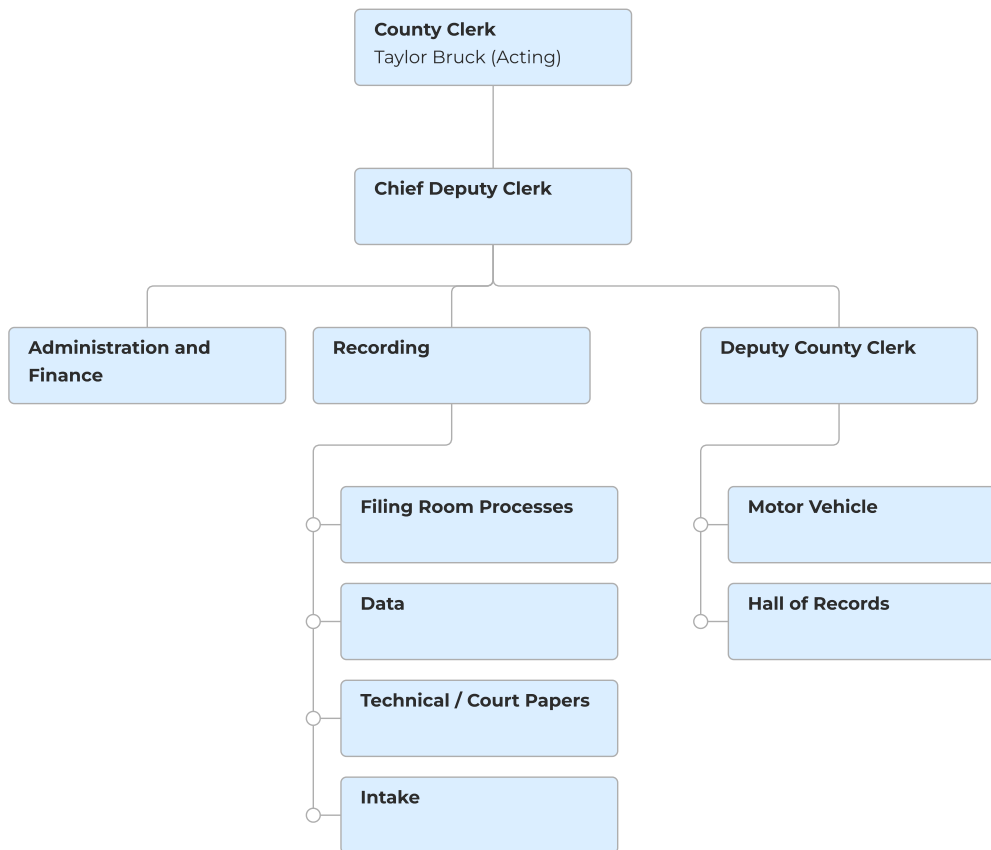 County Clerk
Taylor Bruck (Acting)
Chief Deputy Clerk
Administration and
Finance
Recording
Deputy County Clerk
Filing Room Processes
Data
Technical / Court Papers
Intake
Motor Vehicle
Hall of Records